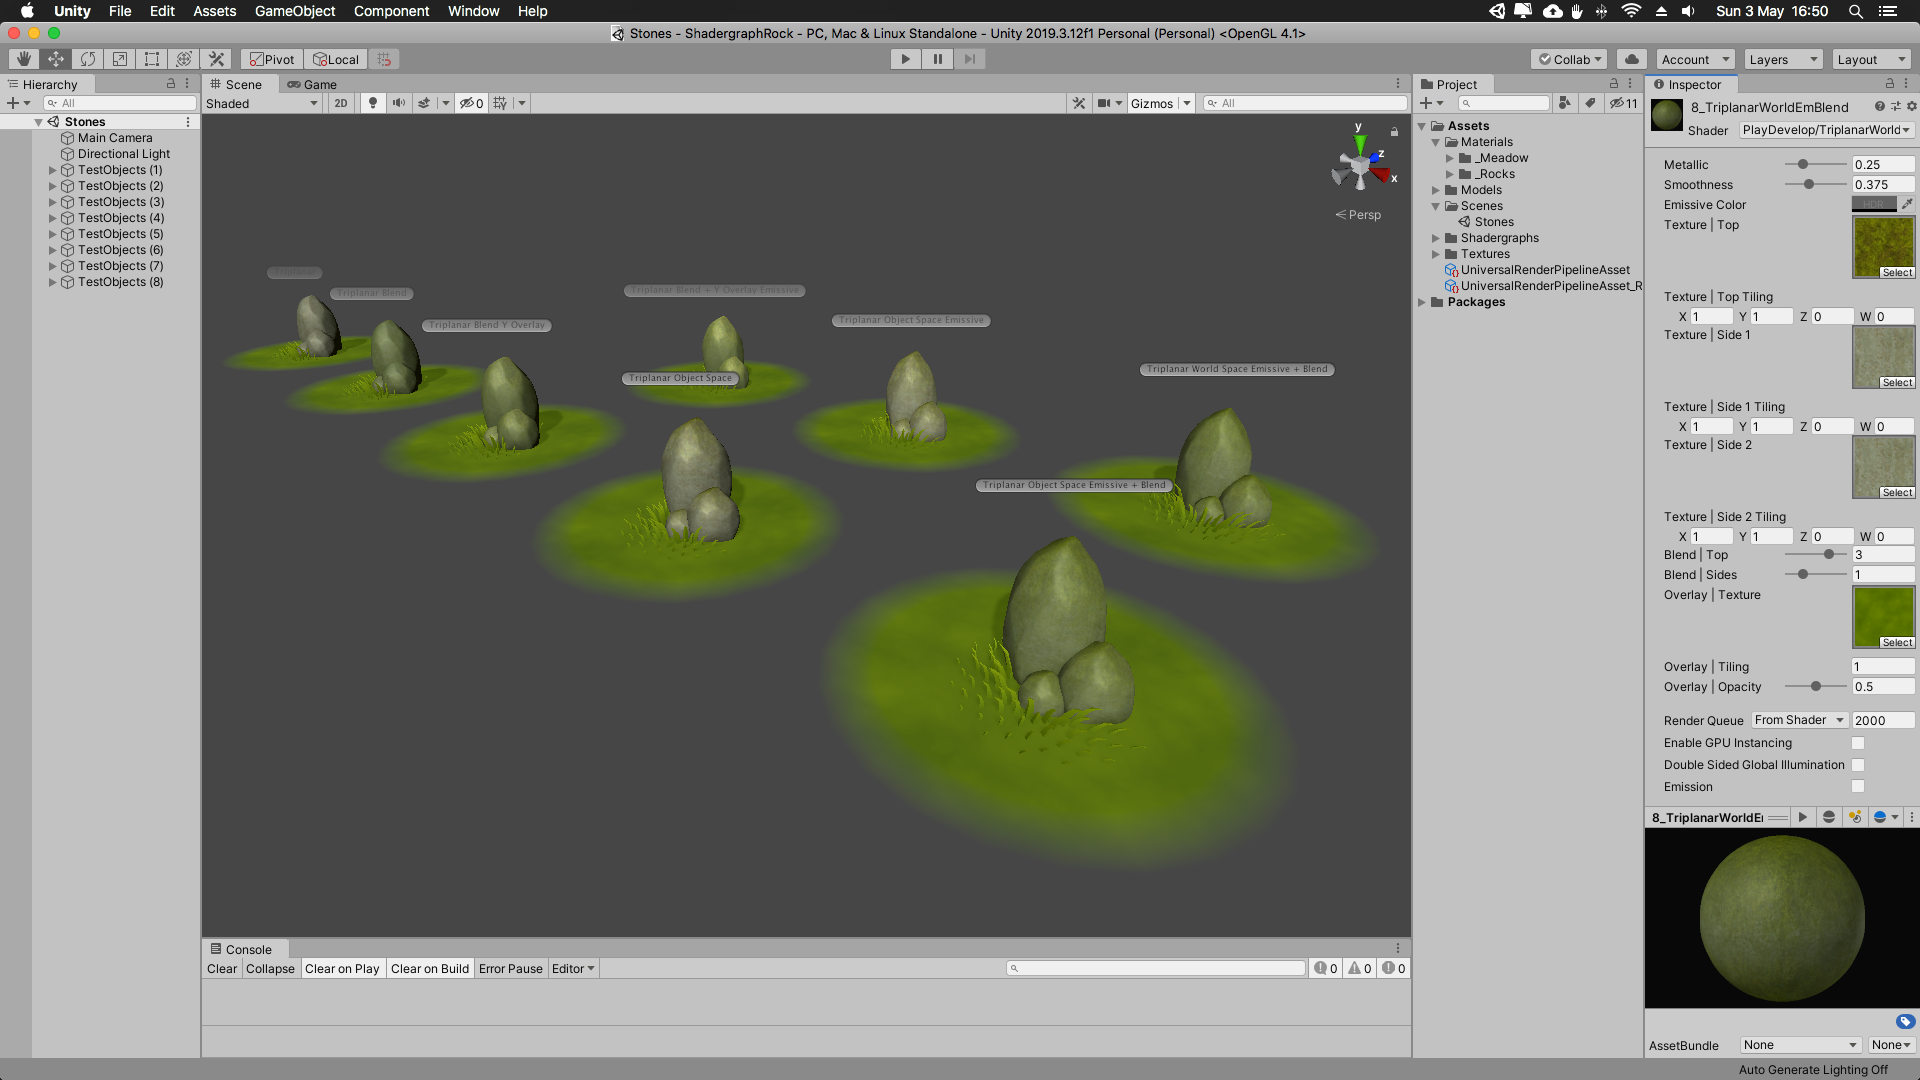 Unity File Edit Assets GameObject Component Window Help
Sun 3 May 16:50
Stones - ShadergraphRock - PC, Mac & Linux Standalone - Unity 2019.3.12f1 Personal (Personal) <OpenGL 4.1>
Pivot Local
Collab Account Layers Layout
Hierarchy
All
Stones
Main Camera
Directional Light
TestObjects (1)
TestObjects (2)
TestObjects (3)
TestObjects (4)
TestObjects (5)
TestObjects (6)
TestObjects (7)
TestObjects (8)
Scene Game
Shaded 2D 0 Gizmos All
y
z
x
Persp
Triplanar Blend
Triplanar Blend + Y Overlay Emissive
Triplanar Blend Y Overlay
Triplanar Object Space Emissive
Triplanar Object Space
Triplanar World Space Emissive + Blend
Triplanar Object Space Emissive + Blend
Console
Clear Collapse Clear on Play Clear on Build Error Pause Editor 0 0 0
Project
11
Assets
Materials
_Meadow
_Rocks
Models
Scenes
Stones
Shadergraphs
Textures
UniversalRenderPipelineAsset
UniversalRenderPipelineAsset_R
Packages
Inspector
8_TriplanarWorldEmBlend
Shader PlayDevelop/TriplanarWorld
Metallic 0.25
Smoothness 0.375
Emissive Color HDR
Texture | Top
Select
Texture | Top Tiling
X 1 Y 1 Z 0 W 0
Texture | Side 1
Select
Texture | Side 1 Tiling
X 1 Y 1 Z 0 W 0
Texture | Side 2
Select
Texture | Side 2 Tiling
X 1 Y 1 Z 0 W 0
Blend | Top 3
Blend | Sides 1
Overlay | Texture
Select
Overlay | Tiling 1
Overlay | Opacity 0.5
Render Queue From Shader 2000
Enable GPU Instancing
Double Sided Global Illumination
Emission
8_TriplanarWorldEı
AssetBundle None None
Auto Generate Lighting Off